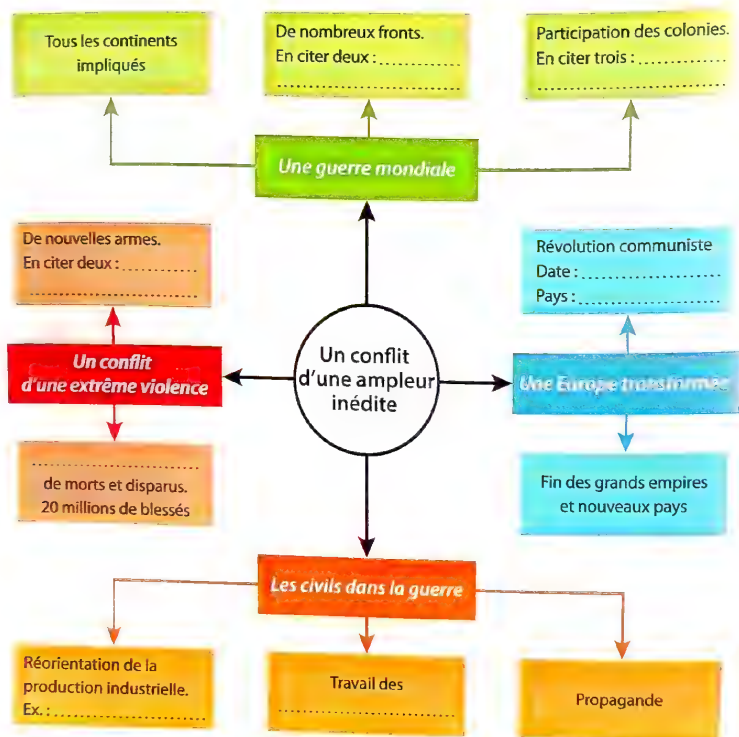 Tous les continents
impliqués
De nombreux fronts.
En citer deux : ....................
........................................
Participation des colonies.
En citer trois : ....................
........................................
Une guerre mondiale
De nouvelles armes.
En citer deux : ....................
........................................
Révolution communiste
Date : ....................
Pays : ....................
Un conflit
d'une extrême violence
Un conflit
d'une ampleur
inédite
Une Europe transformée
........................................
de morts et disparus.
20 millions de blessés
Fin des grands empires
et nouveaux pays
Les civils dans la guerre
Réorientation de la
production industrielle.
Ex. : ....................
Travail des
........................................
Propagande